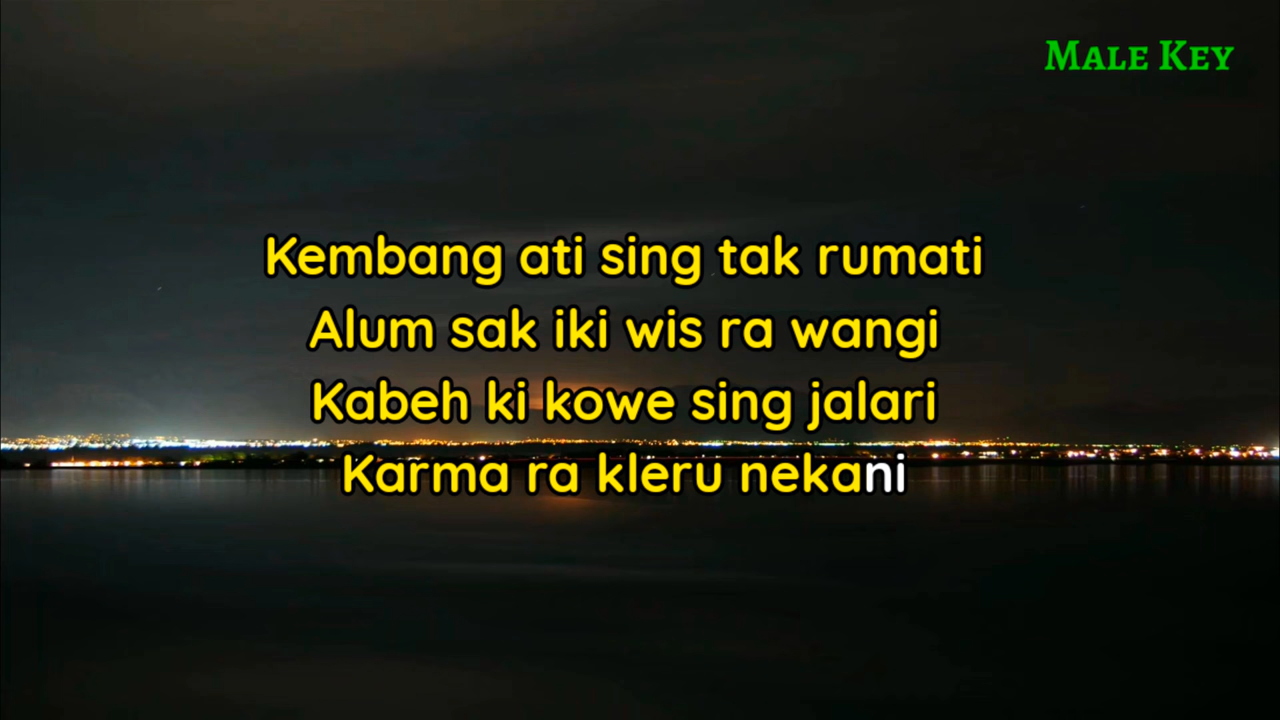 Male Key
Kembang ati sing tak rumati
Alum sak iki wis ra wangi
Kabeh ki kowe sing jalari
Karma ra kleru nekani